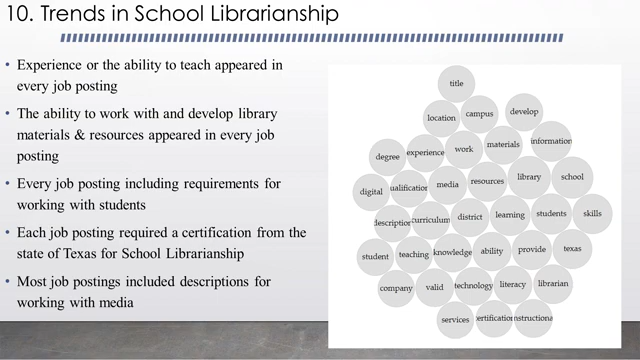 10. Trends in School Librarianship
• Experience or the ability to teach appeared in
every job posting
• The ability to work with and develop library
materials & resources appeared in every job
posting
• Every job posting including requirements for
working with students
• Each job posting required a certification from the
state of Texas for School Librarianship
• Most job postings included descriptions for
working with media
title
location campus develop
degree experience work materials information
digital ualification media resources library school
description curriculum district learning students skills
student teaching knowledge ability provide texas
company valid technology literacy librarian
services ertification nstructiona